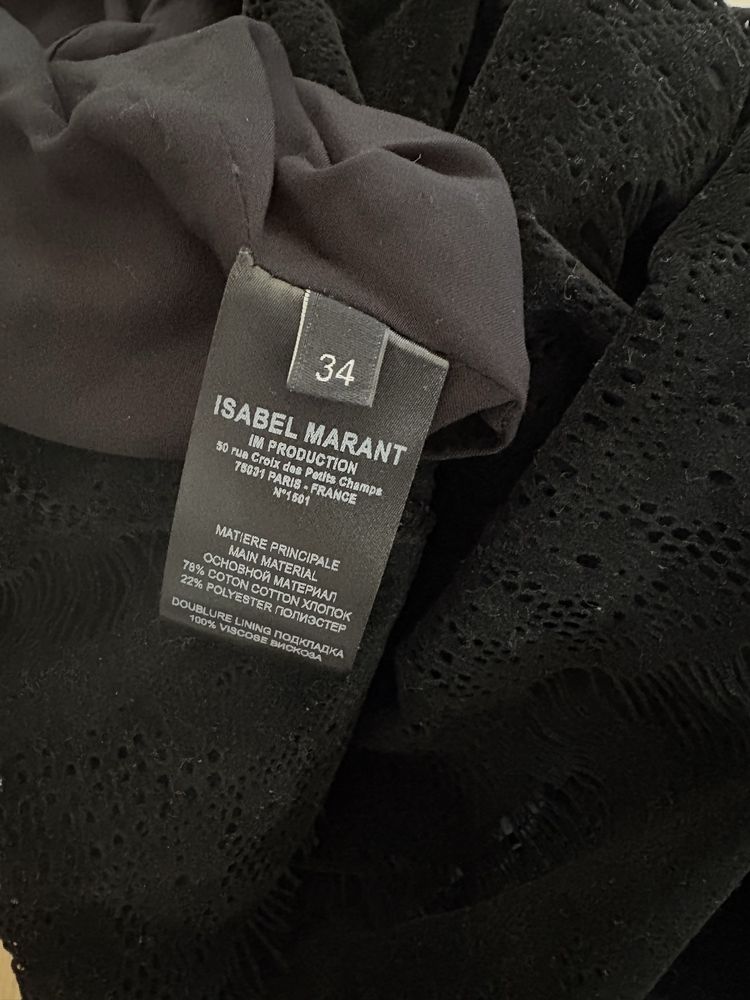 34
ISABEL MARANT
IM PRODUCTION
50 rue Croix des Petits Champs
75031 PARIS - FRANCE
N°1501
MATIERE PRINCIPALE
MAIN MATERIAL
ОСНОВНОЙ МАТЕРИАЛ
78% COTON COTTON ХЛОПОК
22% POLYESTER ПОЛИЭСТЕР
DOUBLURE LINING ПОДКЛАДКА
100% VISCOSE ВИСКОЗА